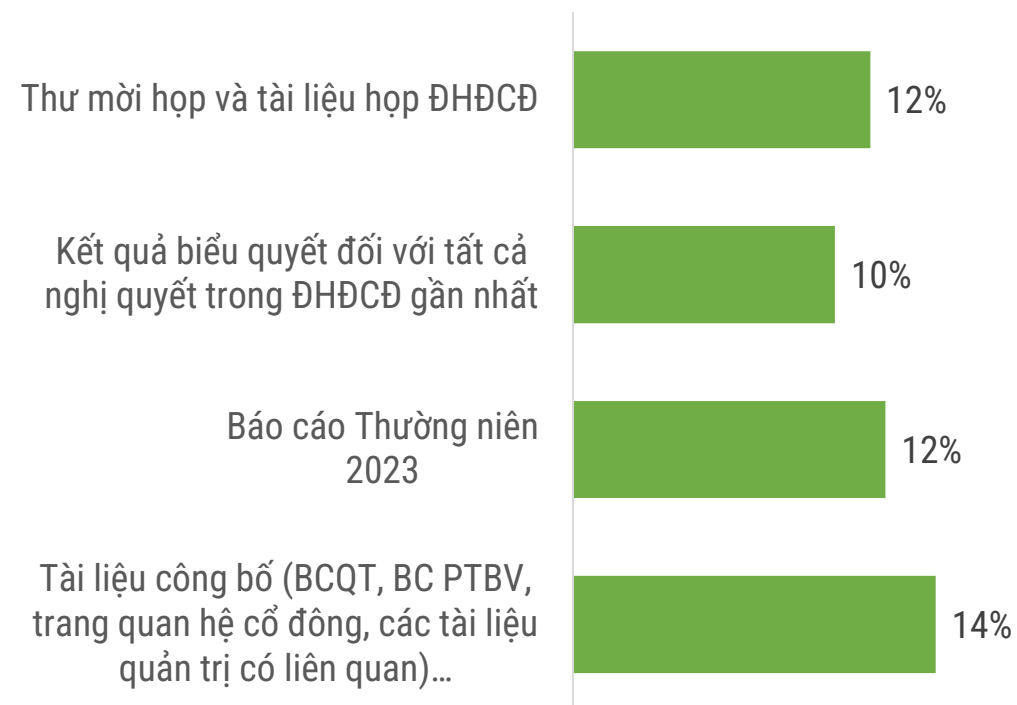 Thư mời họp và tài liệu họp ĐHĐCĐ
12%
Kết quả biểu quyết đối với tất cả
nghị quyết trong ĐHĐCĐ gần nhất
10%
Báo cáo Thường niên
2023
12%
Tài liệu công bố (BCQT, BC PTBV,
trang quan hệ cổ đông, các tài liệu
quản trị có liên quan)...
14%